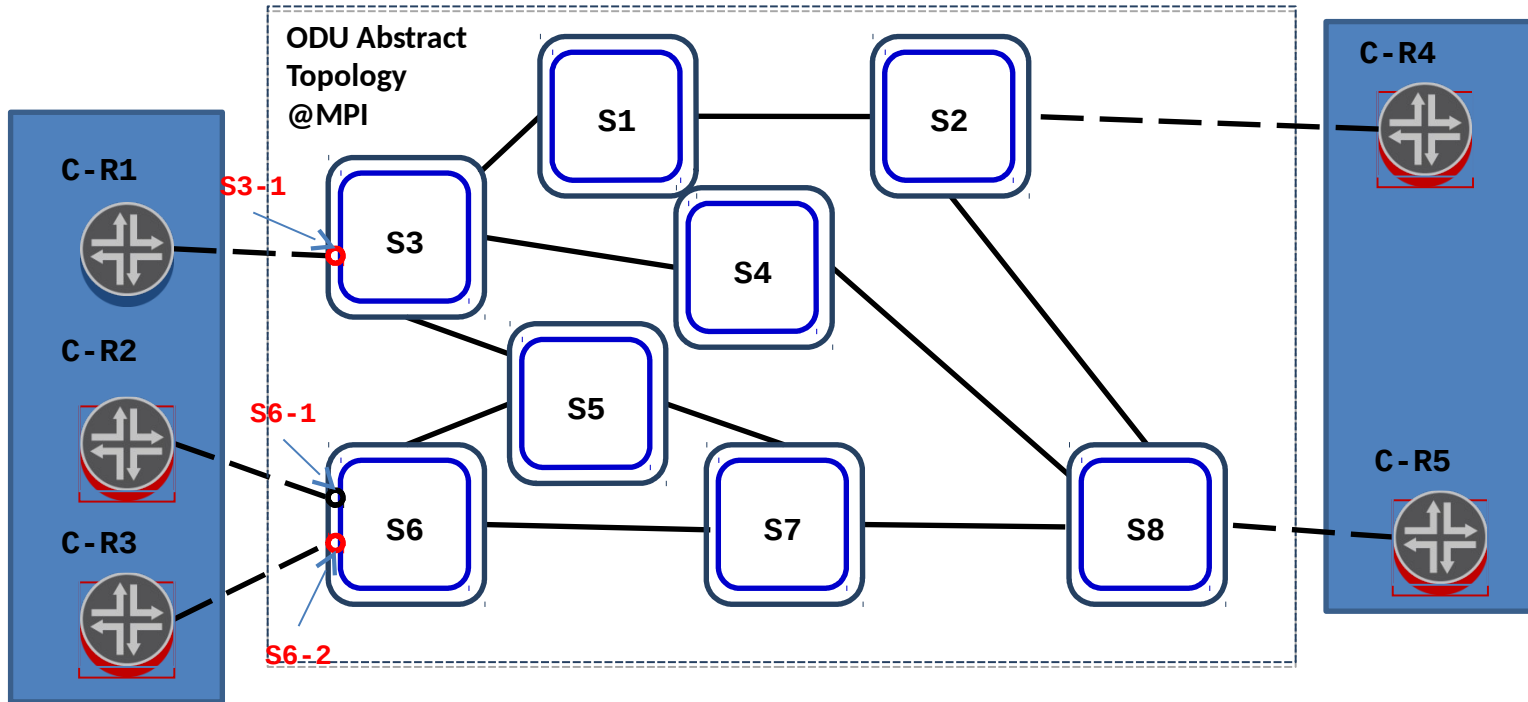 ODU Abstract
Topology
@MPI
C-R4
S1
S2
C-R1
S3-1
S3
S4
C-R2
S6-1
S5
C-R5
C-R3
S6
S7
S8
S6-2